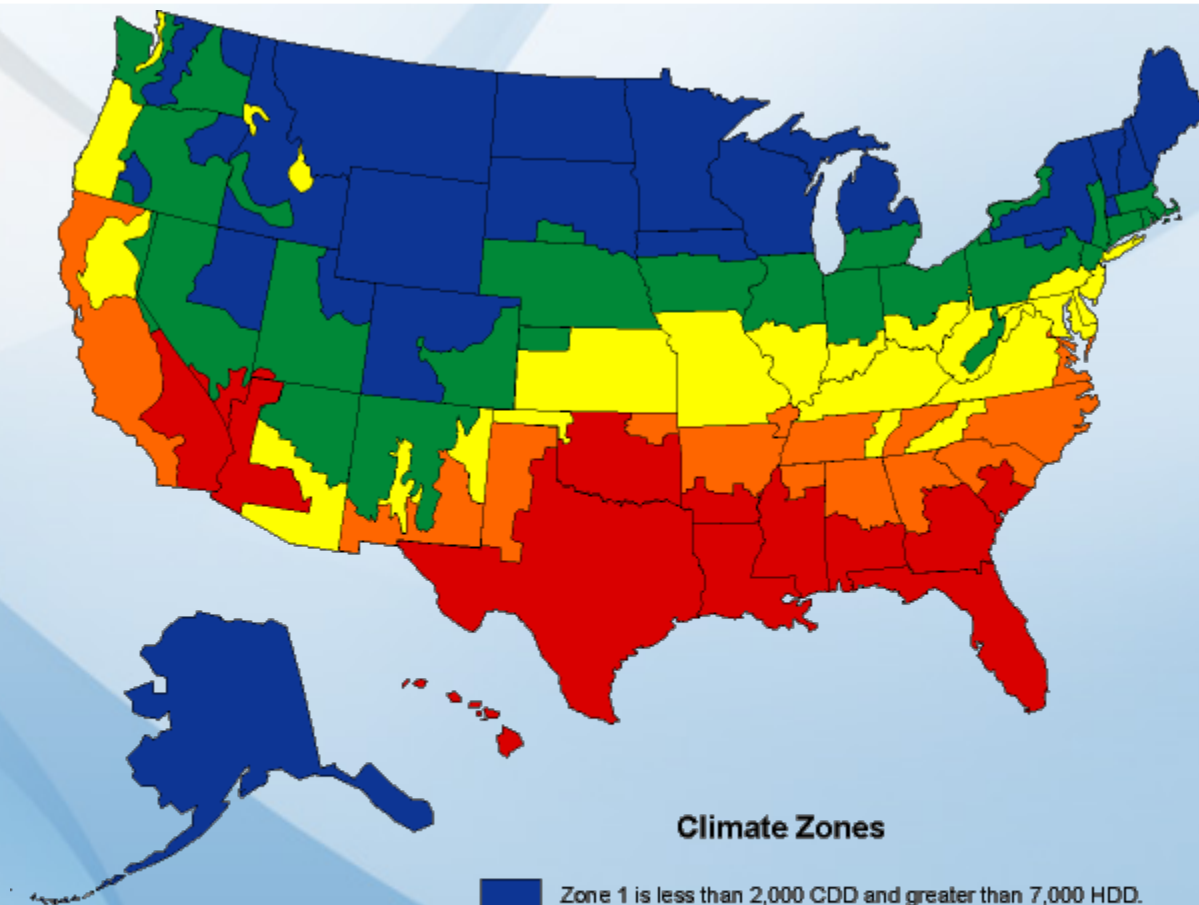 Climate Zones
Zone 1 is less than 2,000 CDD and greater than 7,000 HDD.